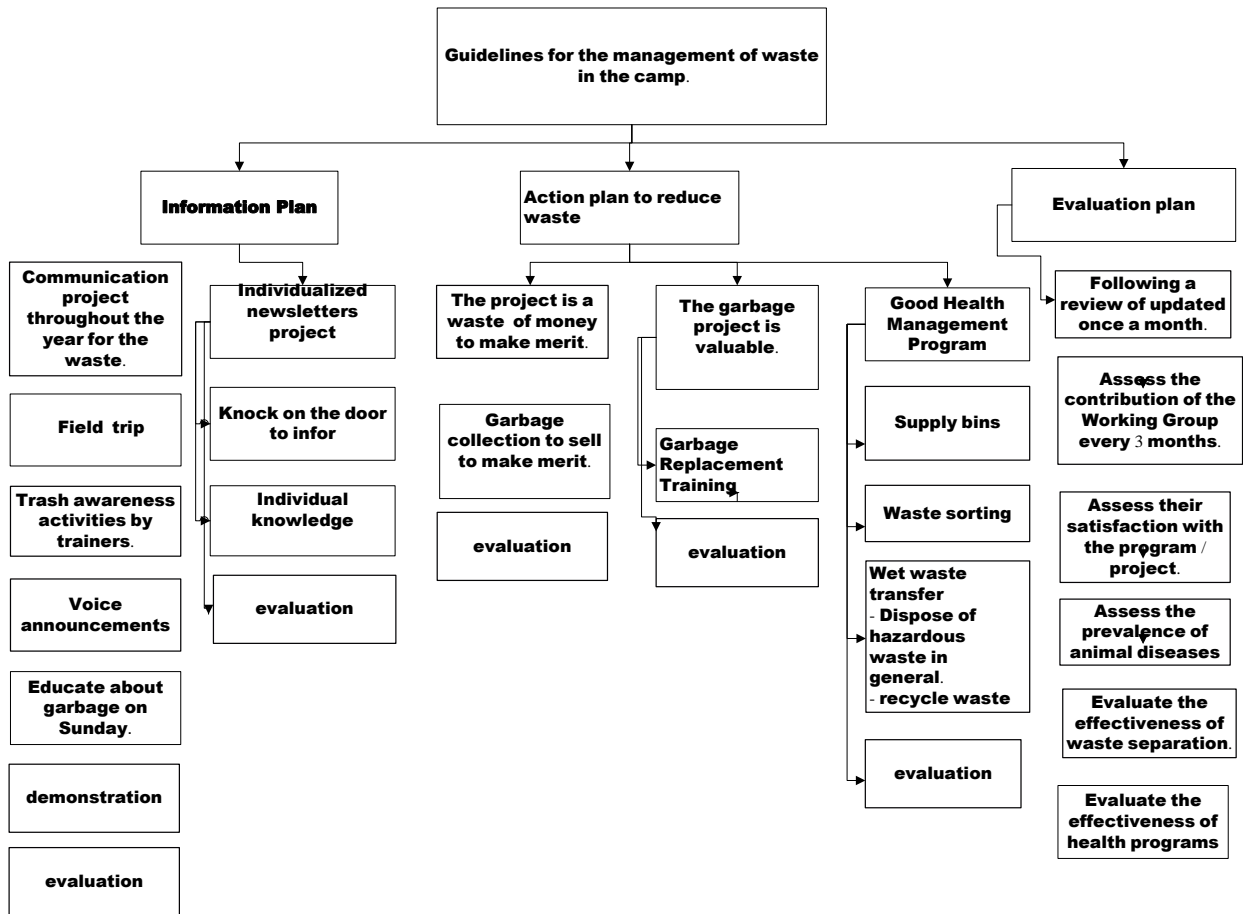 Guidelines for the management of waste
in the camp.
Information Plan
Action plan to reduce
waste
Evaluation plan
Communication
project
throughout the
year for the
waste.
Field trip
Trash awareness
activities by
trainers.
Voice
announcements
Educate about
garbage on
Sunday.
demonstration
evaluation
Individualized
newsletters
project
Knock on the door
to infor
Individual
knowledge
evaluation
The project is a
waste of money
to make merit.
Garbage
collection to sell
to make merit.
evaluation
The garbage
project is
valuable.
Garbage
Replacement
Training
evaluation
Good Health
Management
Program
Supply bins
Waste sorting
Wet waste
transfer
- Dispose of
hazardous
waste in
general.
- recycle waste
evaluation
Following a
review of updated
once a month.
Assess the
contribution of the
Working Group
every 3 months.
Assess their
satisfaction with
the program /
project.
Assess the
prevalence of
animal diseases
Evaluate the
effectiveness of
waste separation.
Evaluate the
effectiveness of
health programs